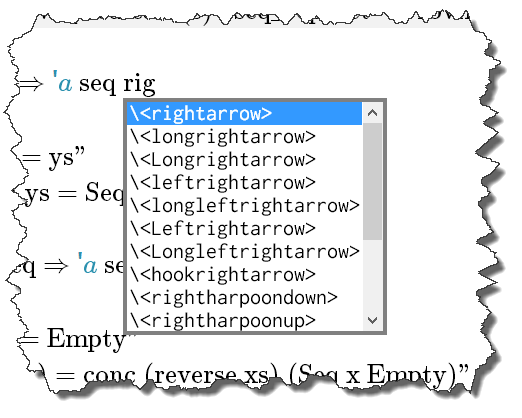 ⇒ 'a seq rig
\<rightarrow>
\<longrightarrow>
\<Longrightarrow>
\<leftrightarrow>
\<longleftrightarrow>
\<Leftrightarrow>
\<Longleftrightarrow>
\<hookrightarrow>
\<rightharpoondown>
\<rightharpoonup>
= ys”
ys = Seq
⇒ 'a se
= Empty”
) = conc (reverse xs) (Seq x Empty)”